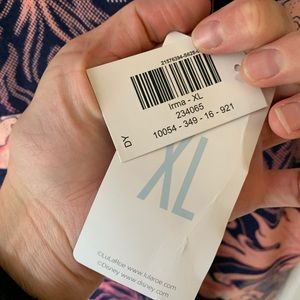 Irma - XL
234065
10054 - 349 - 16 - 921
DY
XL
©LuLaRoe www.lularoe.com
©Disney www.disney.com